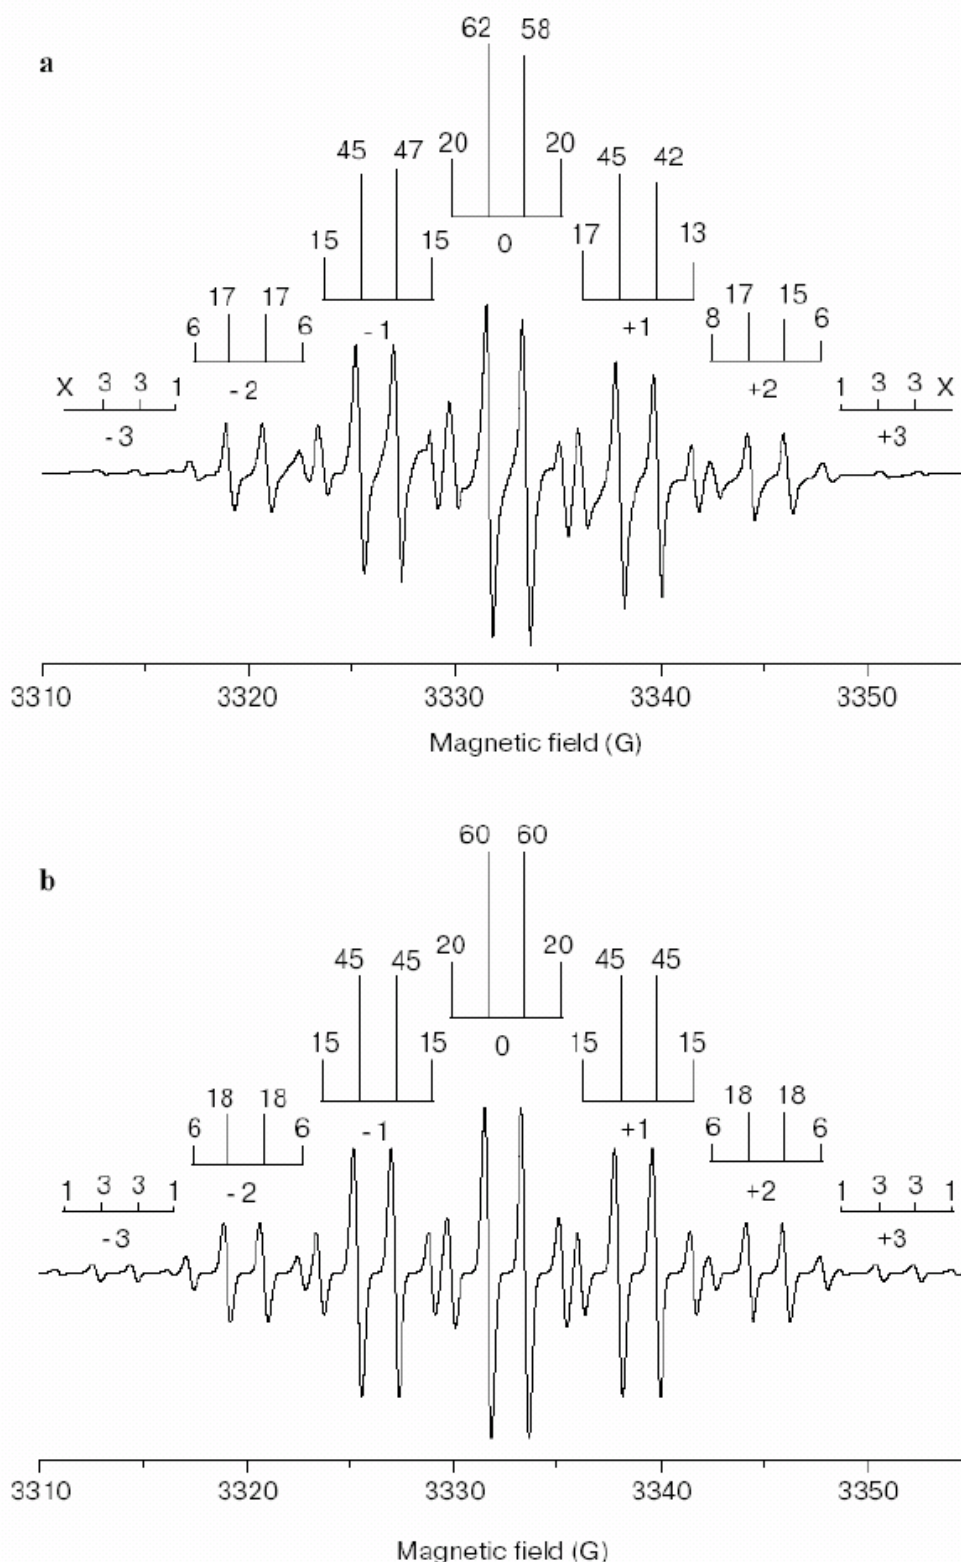 62 58
a
20 20
45 47 45 42
0
15 15 17 13
17 17 -1 +1 17 15
6 6 8 6
X 3 3 1 -2 +2 1 3 3 X
-3 +3
3310 3320 3330 3340 3350
Magnetic field (G)
60 60
b
20 20
45 45 45 45
15 15 0 15 15
18 18 18 18
6 6 -1 +1 6 6
1 3 3 1 -2 +2 1 3 3 1
-3 +3
3310 3320 3330 3340 3350
Magnetic field (G)